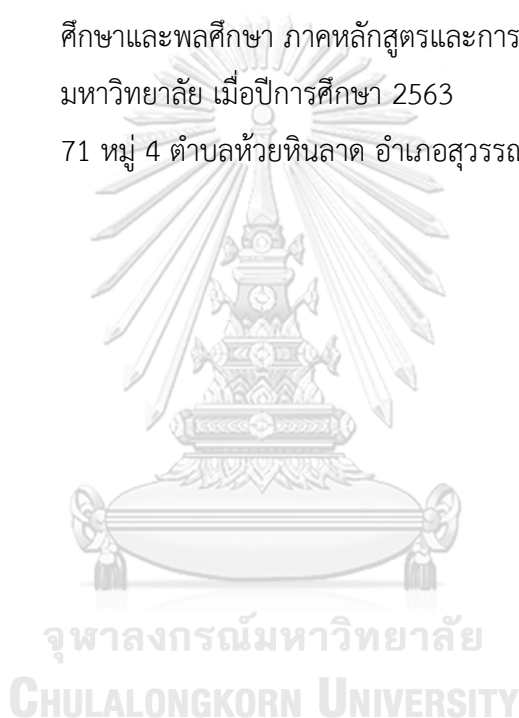 ศึกษาและพลศึกษา ภาคหลักสูตรและการ
มหาวิทยาลัย เมื่อปีการศึกษา 2563
71 หมู่ 4 ตำบลห้วยหินลาด อำเภอสุวรรณ
จุฬาลงกรณ์มหาวิทยาลัย
CHULALONGKORN UNIVERSITY